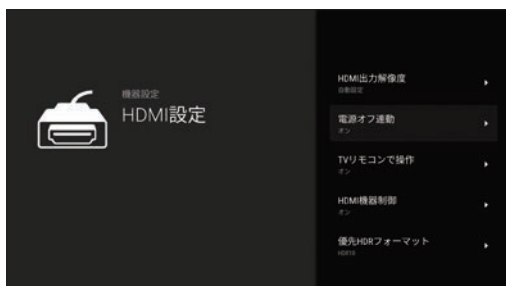 機器設定
HDMI設定
HDMI出力解像度
自動設定
電源オフ連動
オン
TVリモコンで操作
オン
HDMI機器制御
オン
優先HDRフォーマット
HDR10